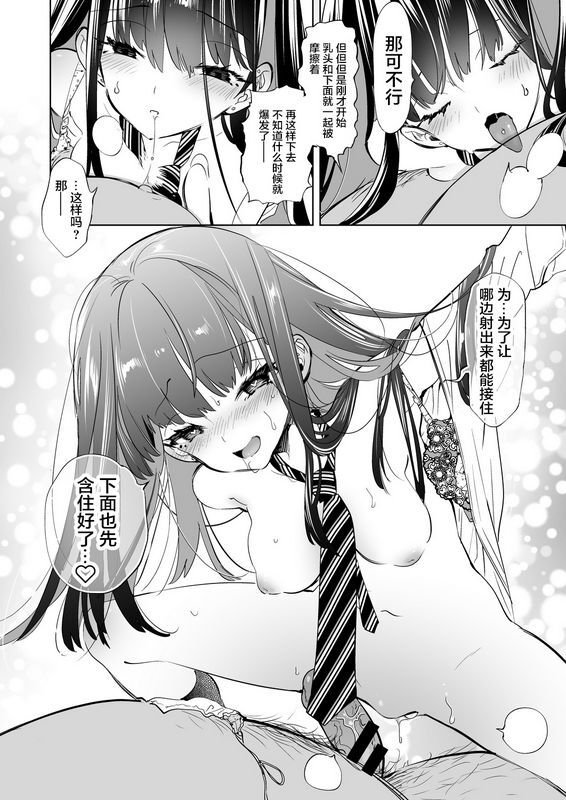 那可不行
但但但是刚才开始
乳头和下面就一起被
摩擦着
再这样下去
不知道什么时候就
爆发了——
…这样吗？
那——
为…为了让
哪边射出来都能接住
下面也先
含住好了…♡